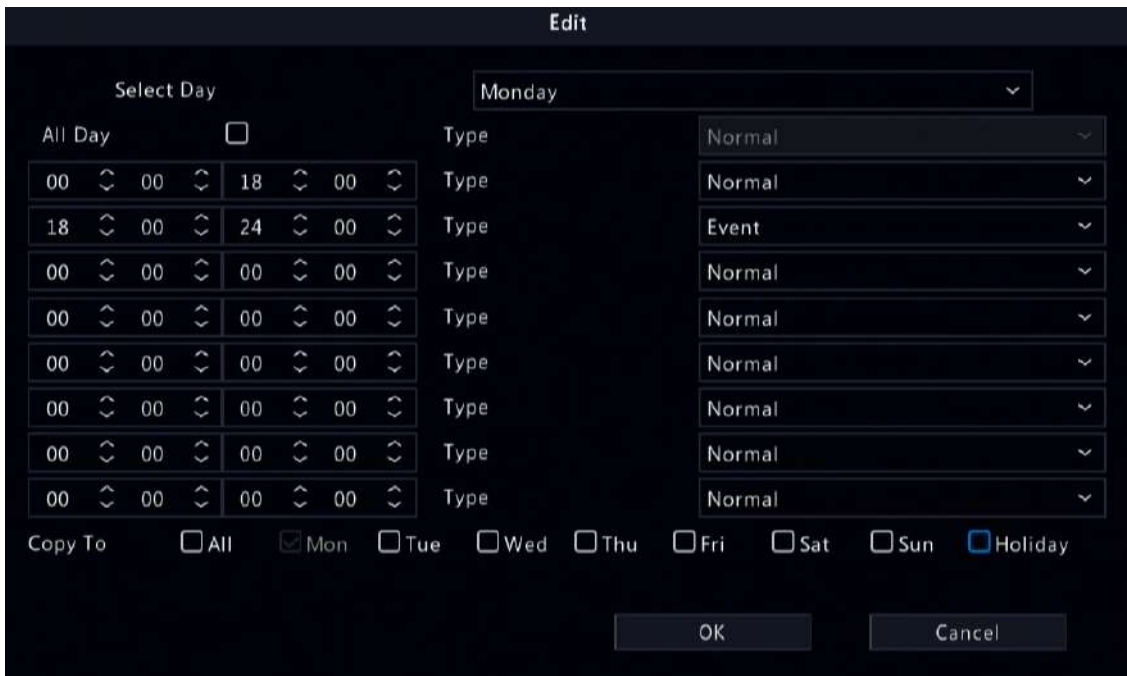 Edit
Select Day Monday
All Day Type Normal
00 00 18 00 Type Normal
18 00 24 00 Type Event
00 00 00 00 Type Normal
00 00 00 00 Type Normal
00 00 00 00 Type Normal
00 00 00 00 Type Normal
00 00 00 00 Type Normal
00 00 00 00 Type Normal
Copy To All Mon Tue Wed Thu Fri Sat Sun Holiday
OK Cancel